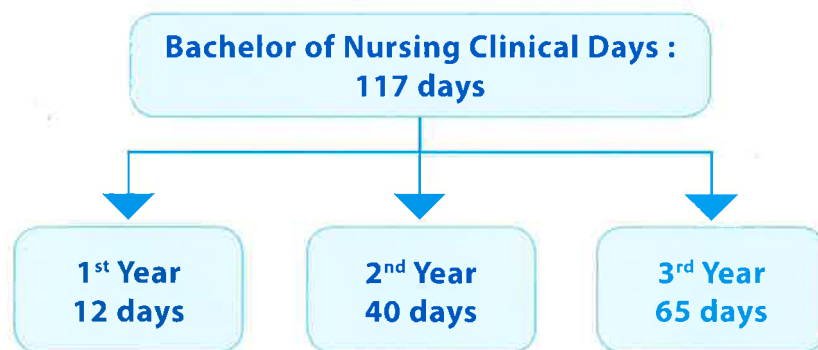 Bachelor of Nursing Clinical Days :
117 days
1st Year
12 days
2nd Year
40 days
3rd Year
65 days